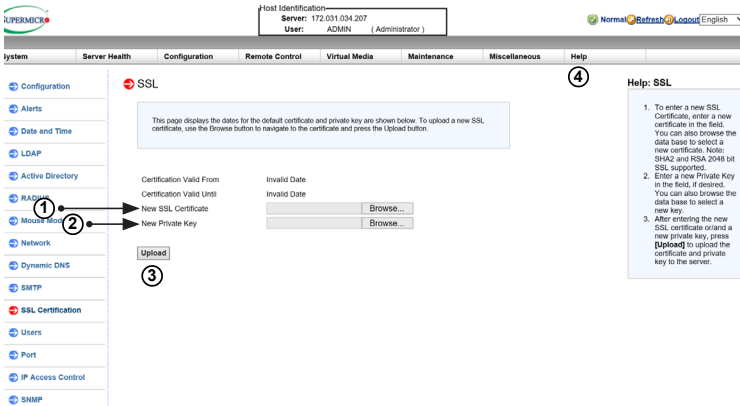 SUPERMICR
Host Identification
Server: 172.031.034.207
User: ADMIN ( Administrator )
Normal Refresh Logout English
System Server Health Configuration Remote Control Virtual Media Maintenance Miscellaneous Help
4
Configuration
Alerts
Date and Time
LDAP
Active Directory
RADIUS
Mouse Mod
Network
Dynamic DNS
SMTP
SSL Certification
Users
Port
IP Access Control
SNMP
SSL
This page displays the dates for the default certificate and private key are shown below. To upload a new SSL
certificate, use the Browse button to navigate to the certificate and press the Upload button.
Certification Valid From Invalid Date
Certification Valid Until Invalid Date
1 New SSL Certificate Browse...
2 New Private Key Browse...
Upload
3
Help: SSL
1. To enter a new SSL
Certificate, enter a new
certificate in the field.
You can also browse the
data base to select a
new certificate. Note:
SHA2 and RSA 2048 bit
SSL supported.
2. Enter a new Private Key
in the field, if desired.
You can also browse the
data base to select a
new key.
3. After entering the new
SSL certificate or/and a
new private key, press
[Upload] to upload the
certificate and private
key to the server.